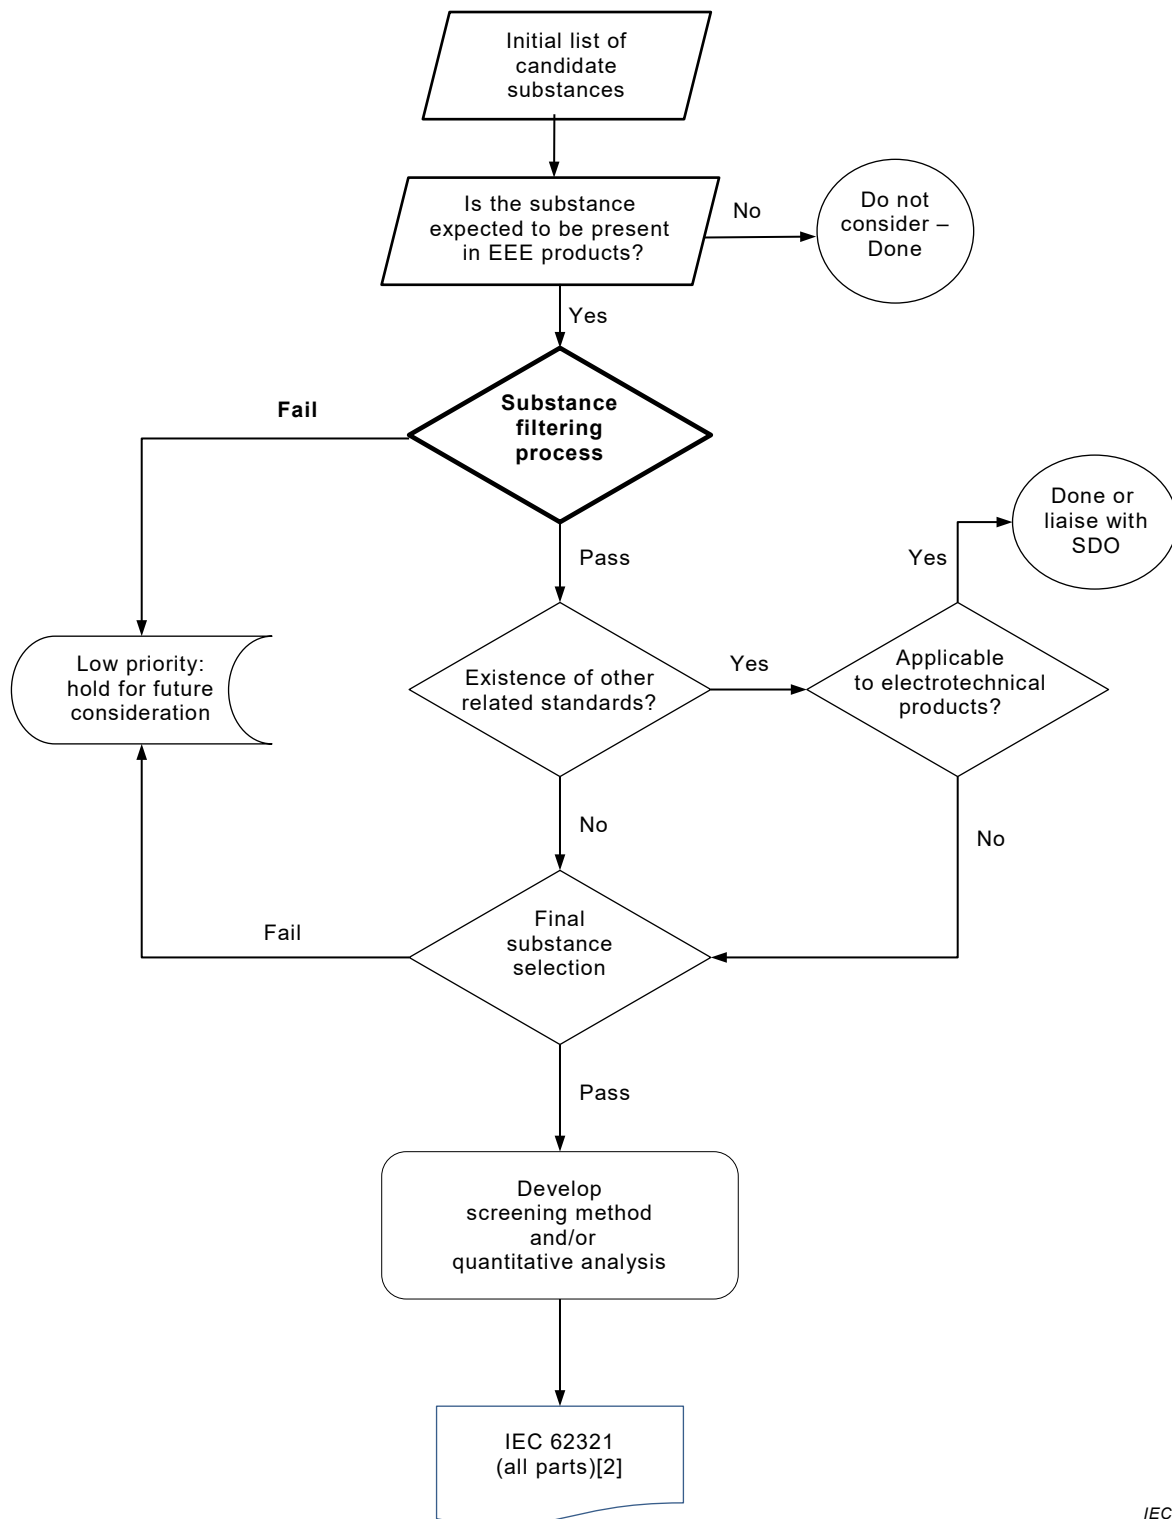 Initial list of
candidate
substances
Is the substance
expected to be present
in EEE products?
No
Do not
consider –
Done
Yes
Fail
Substance
filtering
process
Pass
Done or
liaise with
SDO
Yes
Low priority:
hold for future
consideration
Existence of other
related standards?
Yes
Applicable
to electrotechnical
products?
No
No
Fail
Final
substance
selection
Pass
Develop
screening method
and/or
quantitative analysis
IEC 62321
(all parts)[2]
IEC